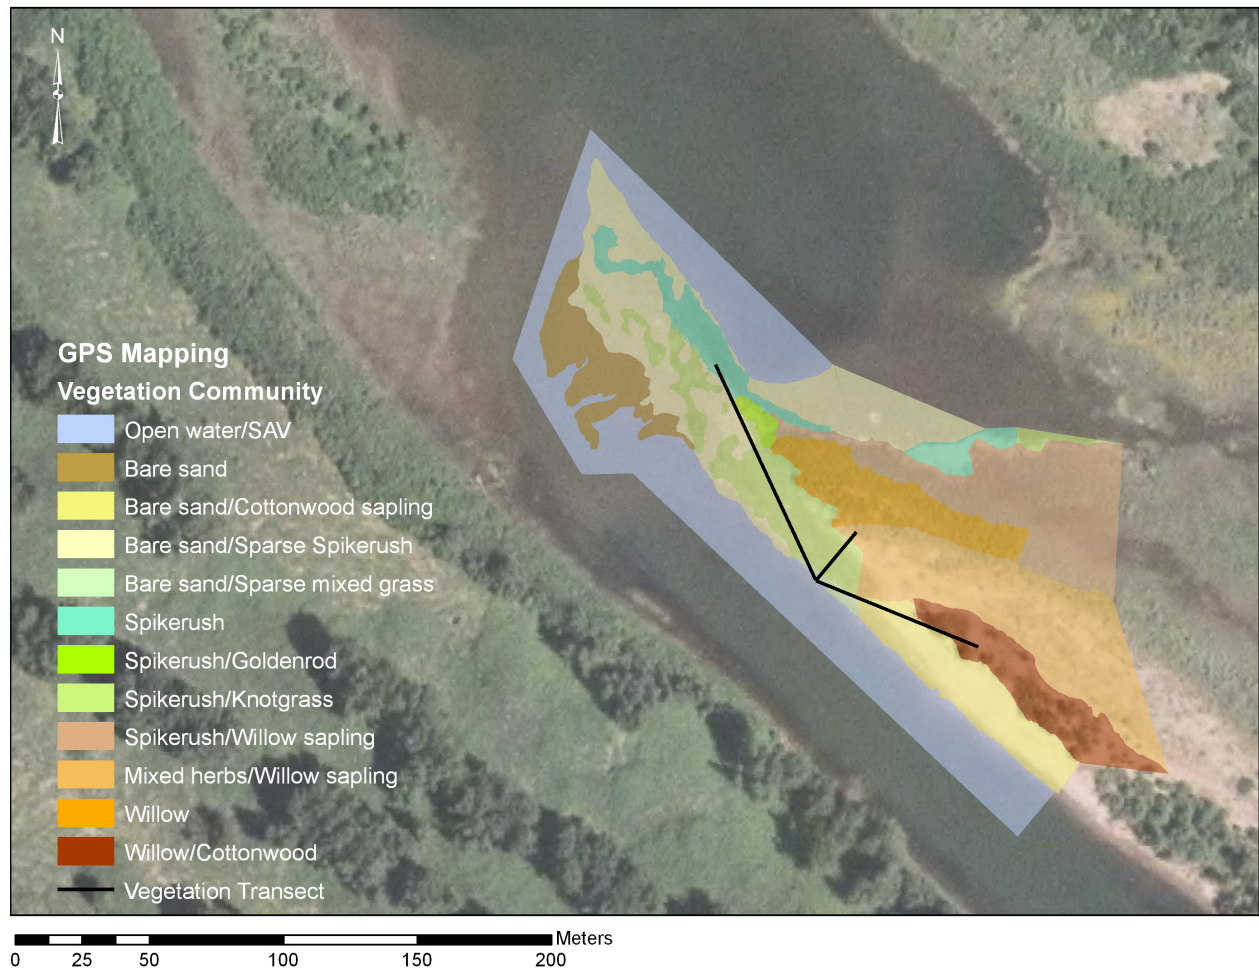 N
GPS Mapping
Vegetation Community
Open water/SAV
Bare sand
Bare sand/Cottonwood sapling
Bare sand/Sparse Spikerush
Bare sand/Sparse mixed grass
Spikerush
Spikerush/Goldenrod
Spikerush/Knotgrass
Spikerush/Willow sapling
Mixed herbs/Willow sapling
Willow
Willow/Cottonwood
Vegetation Transect
Meters
0 25 50 100 150 200